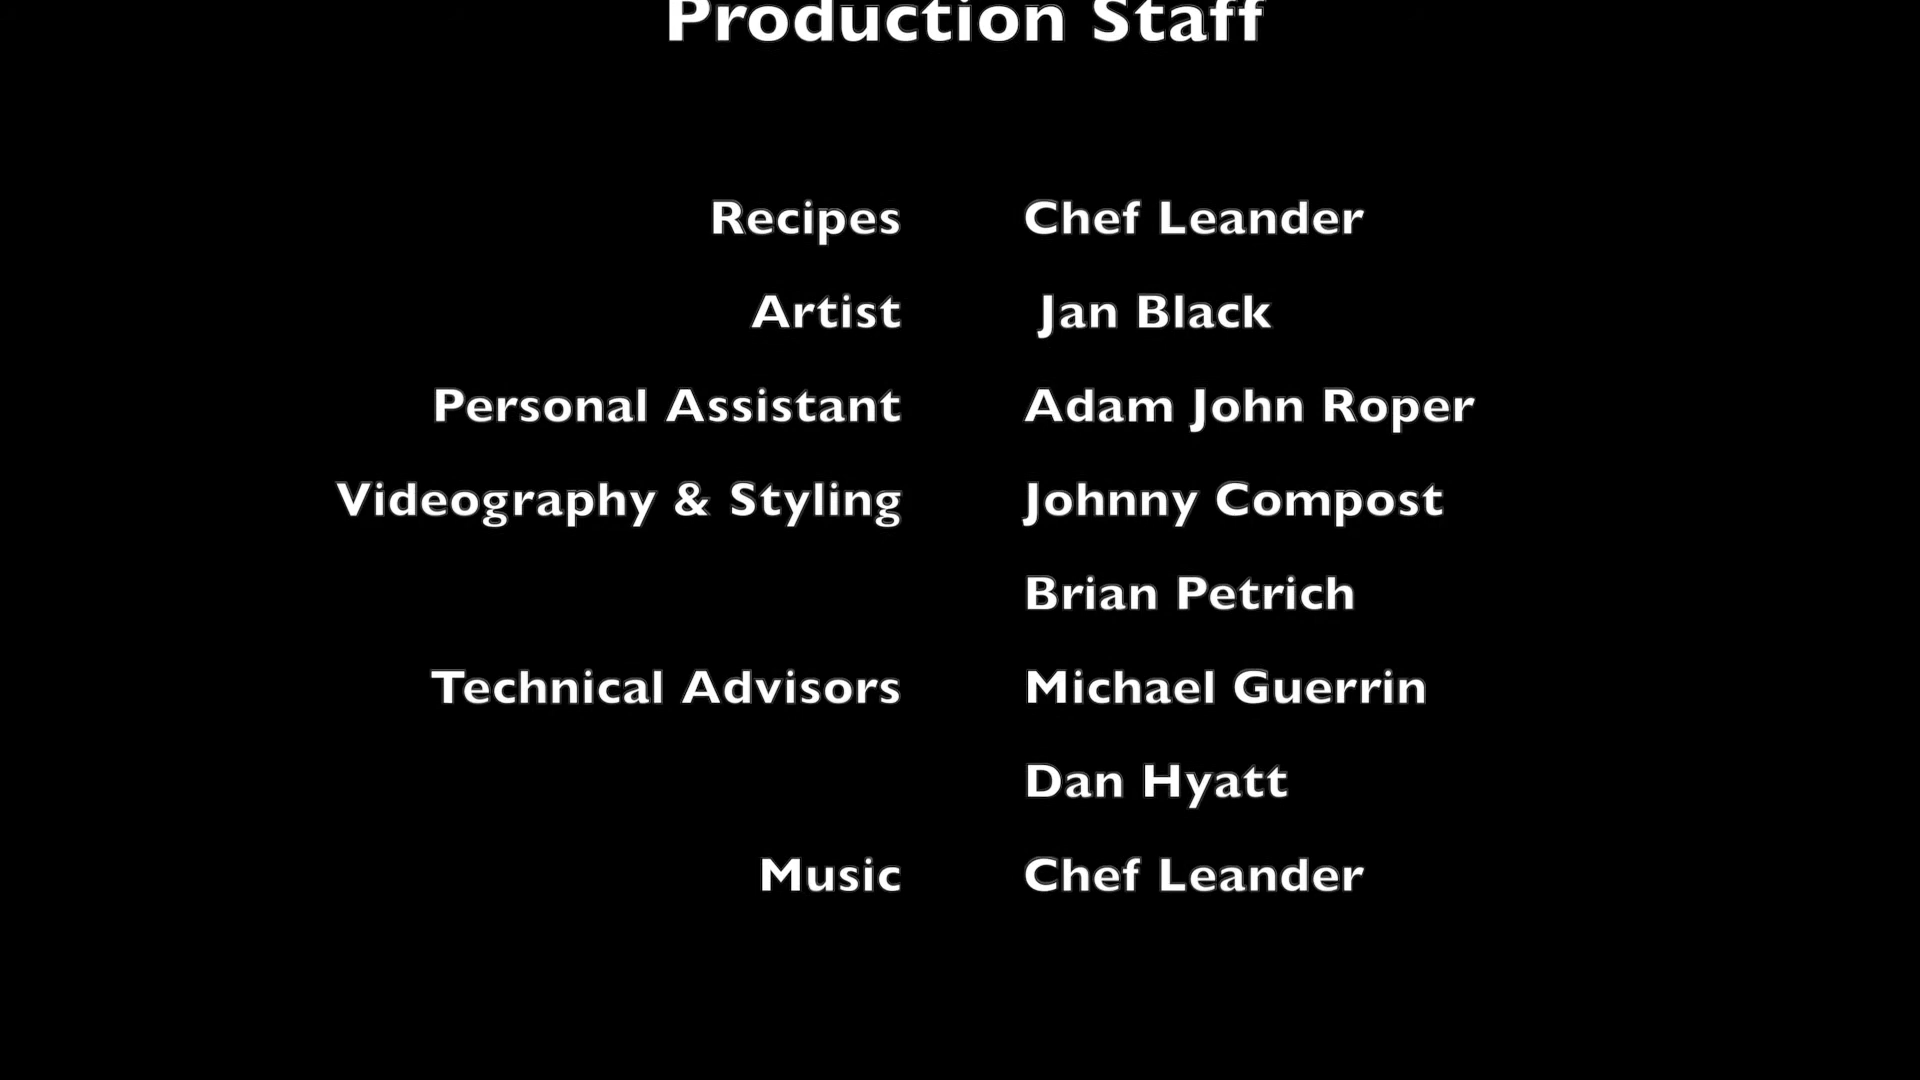 Production Staff
Recipes Chef Leander
Artist Jan Black
Personal Assistant Adam John Roper
Videography & Styling Johnny Compost
Brian Petrich
Technical Advisors Michael Guerrin
Dan Hyatt
Music Chef Leander